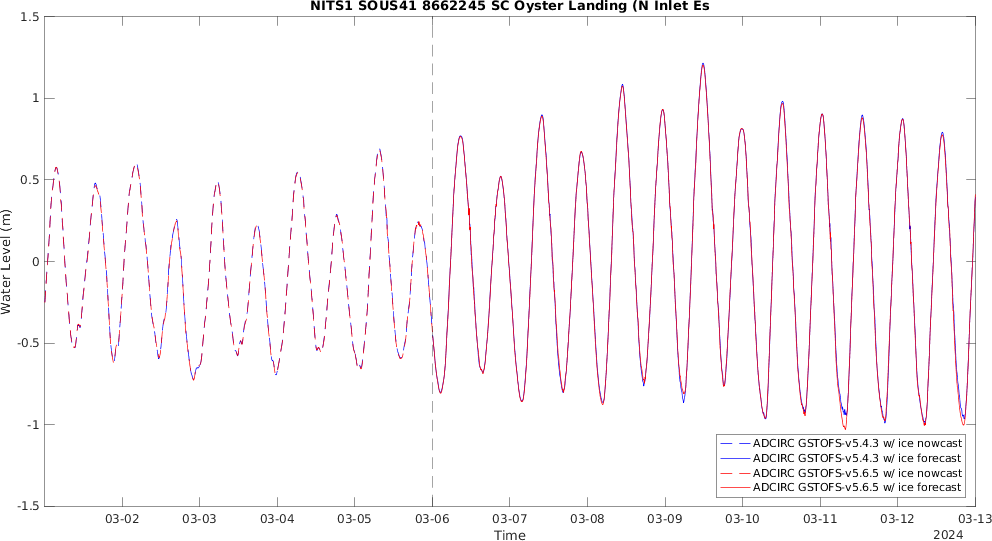 NITS1 SOUS41 8662245 SC Oyster Landing (N Inlet Es
1.5
1
0.5
0
-0.5
-1
-1.5
Water Level (m)
ADCIRC GSTOFS-v5.4.3 w/ ice nowcast
ADCIRC GSTOFS-v5.4.3 w/ ice forecast
ADCIRC GSTOFS-v5.6.5 w/ ice nowcast
ADCIRC GSTOFS-v5.6.5 w/ ice forecast
03-02 03-03 03-04 03-05 03-06 03-07 03-08 03-09 03-10 03-11 03-12 03-13
Time
2024